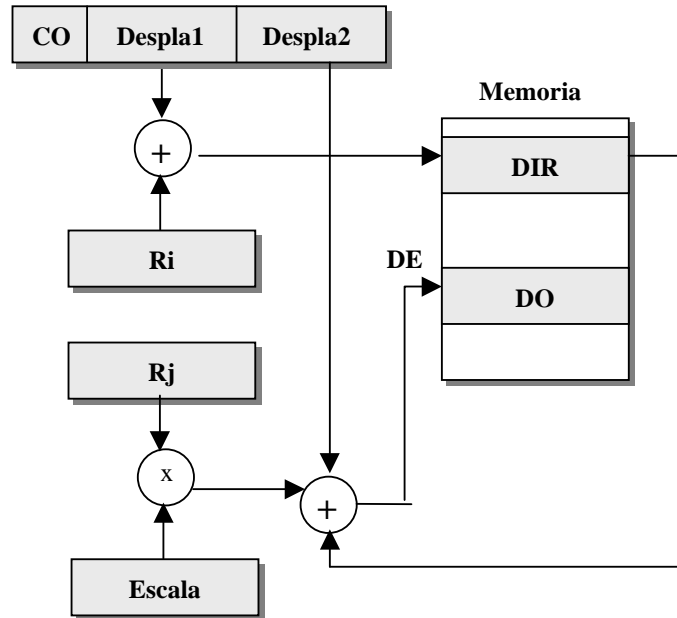 CO Despla1 Despla2
Memoria
+
DIR
Ri
DE
DO
Rj
x
+
Escala